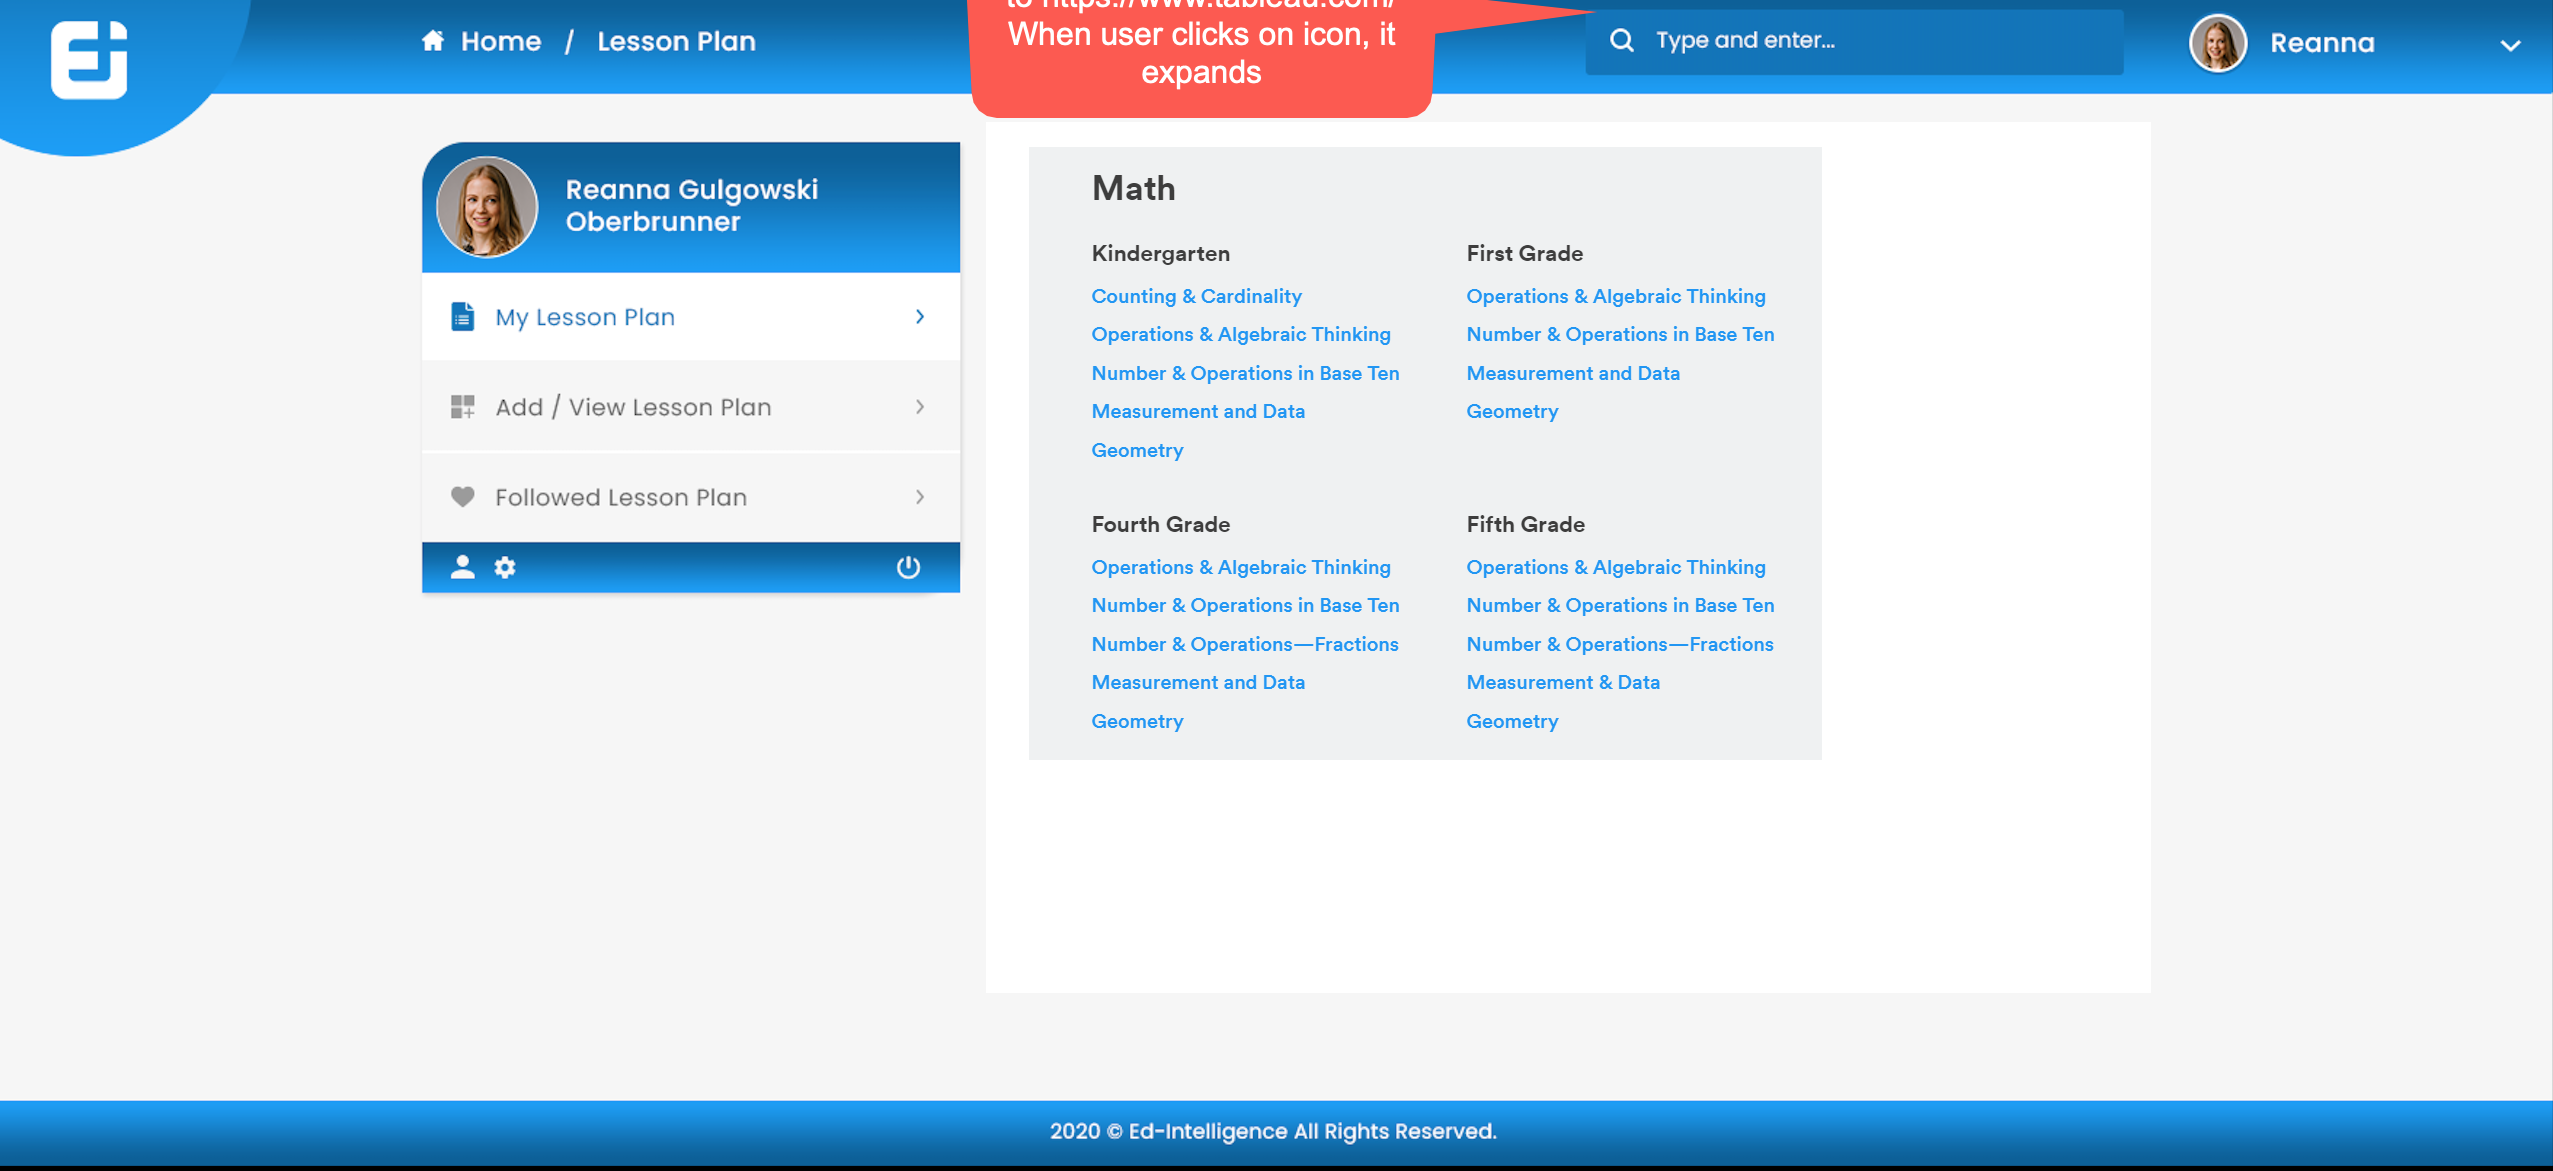 to https://www.tableau.com/
When user clicks on icon, it
expands
Home / Lesson Plan
Type and enter...
Reanna
Reanna Gulgowski
Oberbrunner
My Lesson Plan
Add / View Lesson Plan
Followed Lesson Plan
Math
Kindergarten
Counting & Cardinality
Operations & Algebraic Thinking
Number & Operations in Base Ten
Measurement and Data
Geometry
First Grade
Operations & Algebraic Thinking
Number & Operations in Base Ten
Measurement and Data
Geometry
Fourth Grade
Operations & Algebraic Thinking
Number & Operations in Base Ten
Number & Operations—Fractions
Measurement and Data
Geometry
Fifth Grade
Operations & Algebraic Thinking
Number & Operations in Base Ten
Number & Operations—Fractions
Measurement & Data
Geometry
2020 © Ed-Intelligence All Rights Reserved.